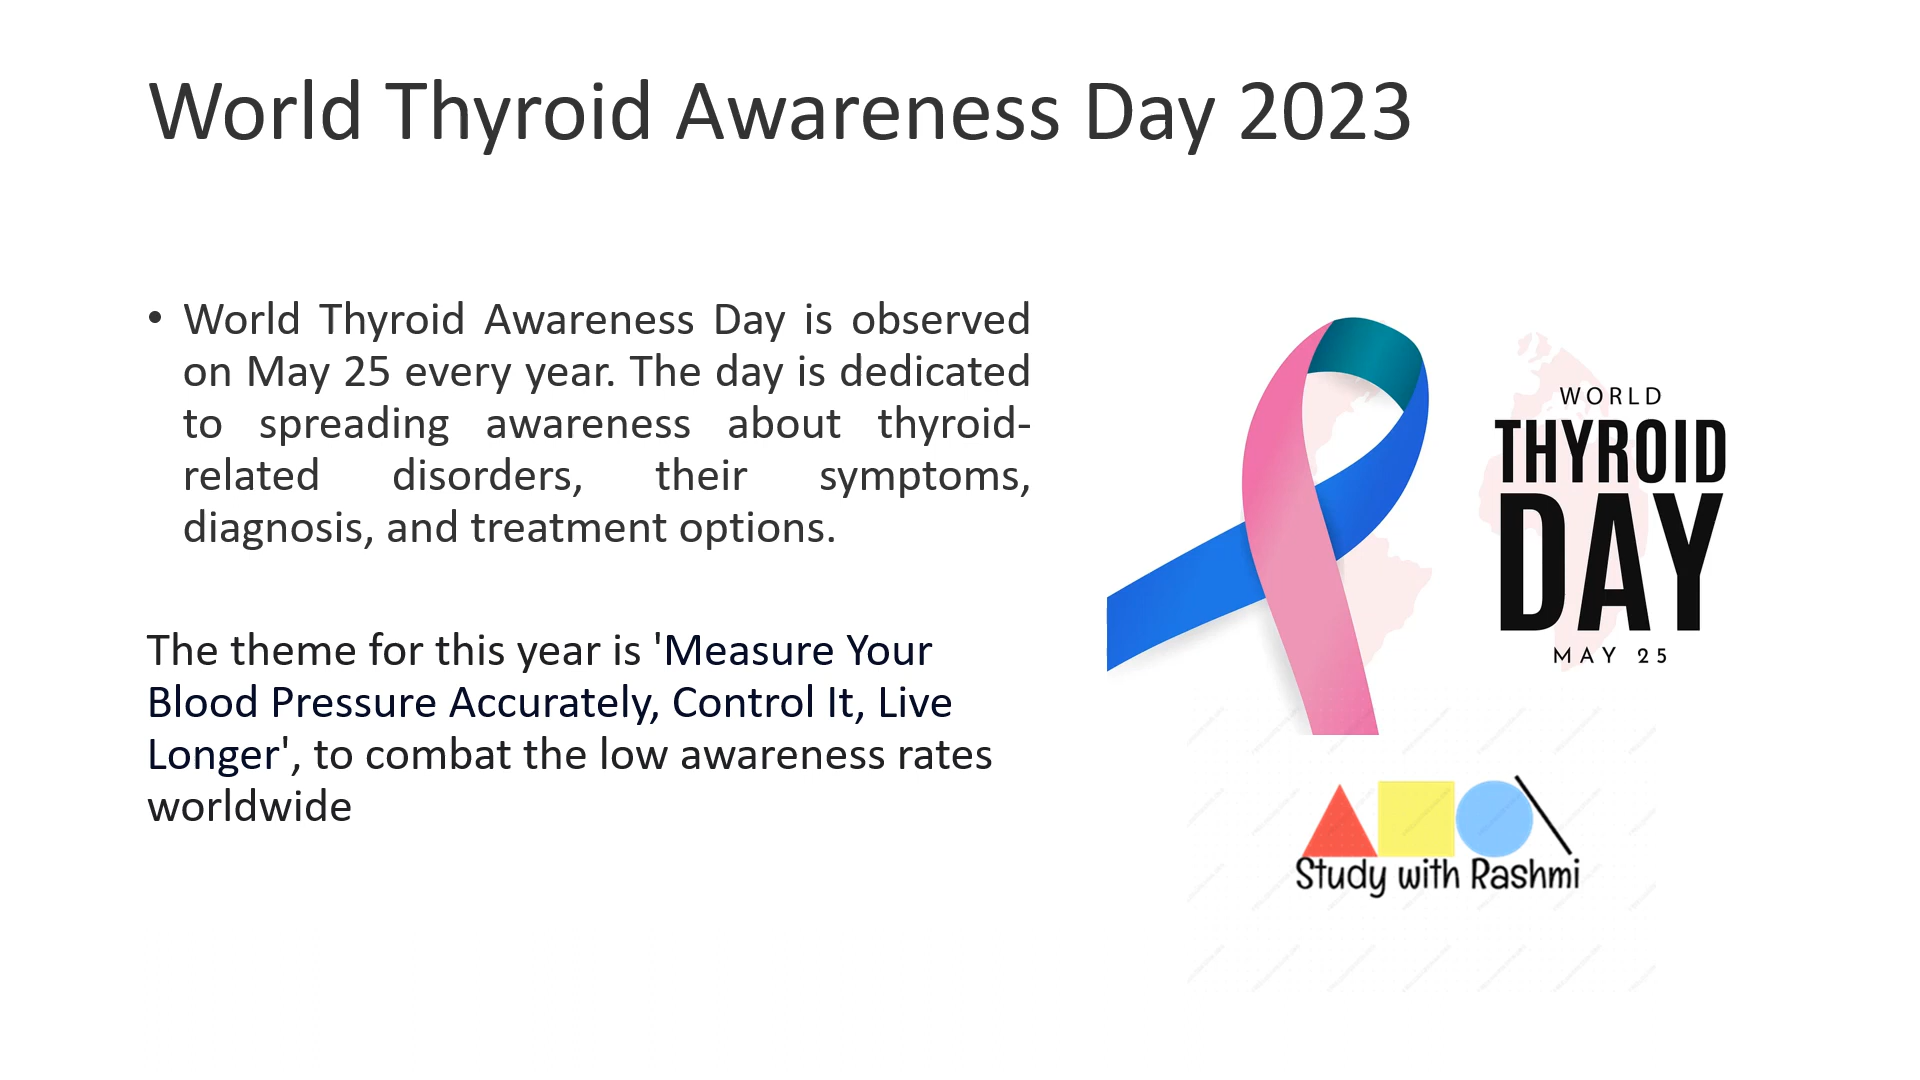 World Thyroid Awareness Day 2023
• World Thyroid Awareness Day is observed
on May 25 every year. The day is dedicated
to spreading awareness about thyroid-
related disorders, their symptoms,
diagnosis, and treatment options.
The theme for this year is 'Measure Your
Blood Pressure Accurately, Control It, Live
Longer', to combat the low awareness rates
worldwide
WORLD
THYROID
DAY
MAY 25
Study with Rashmi